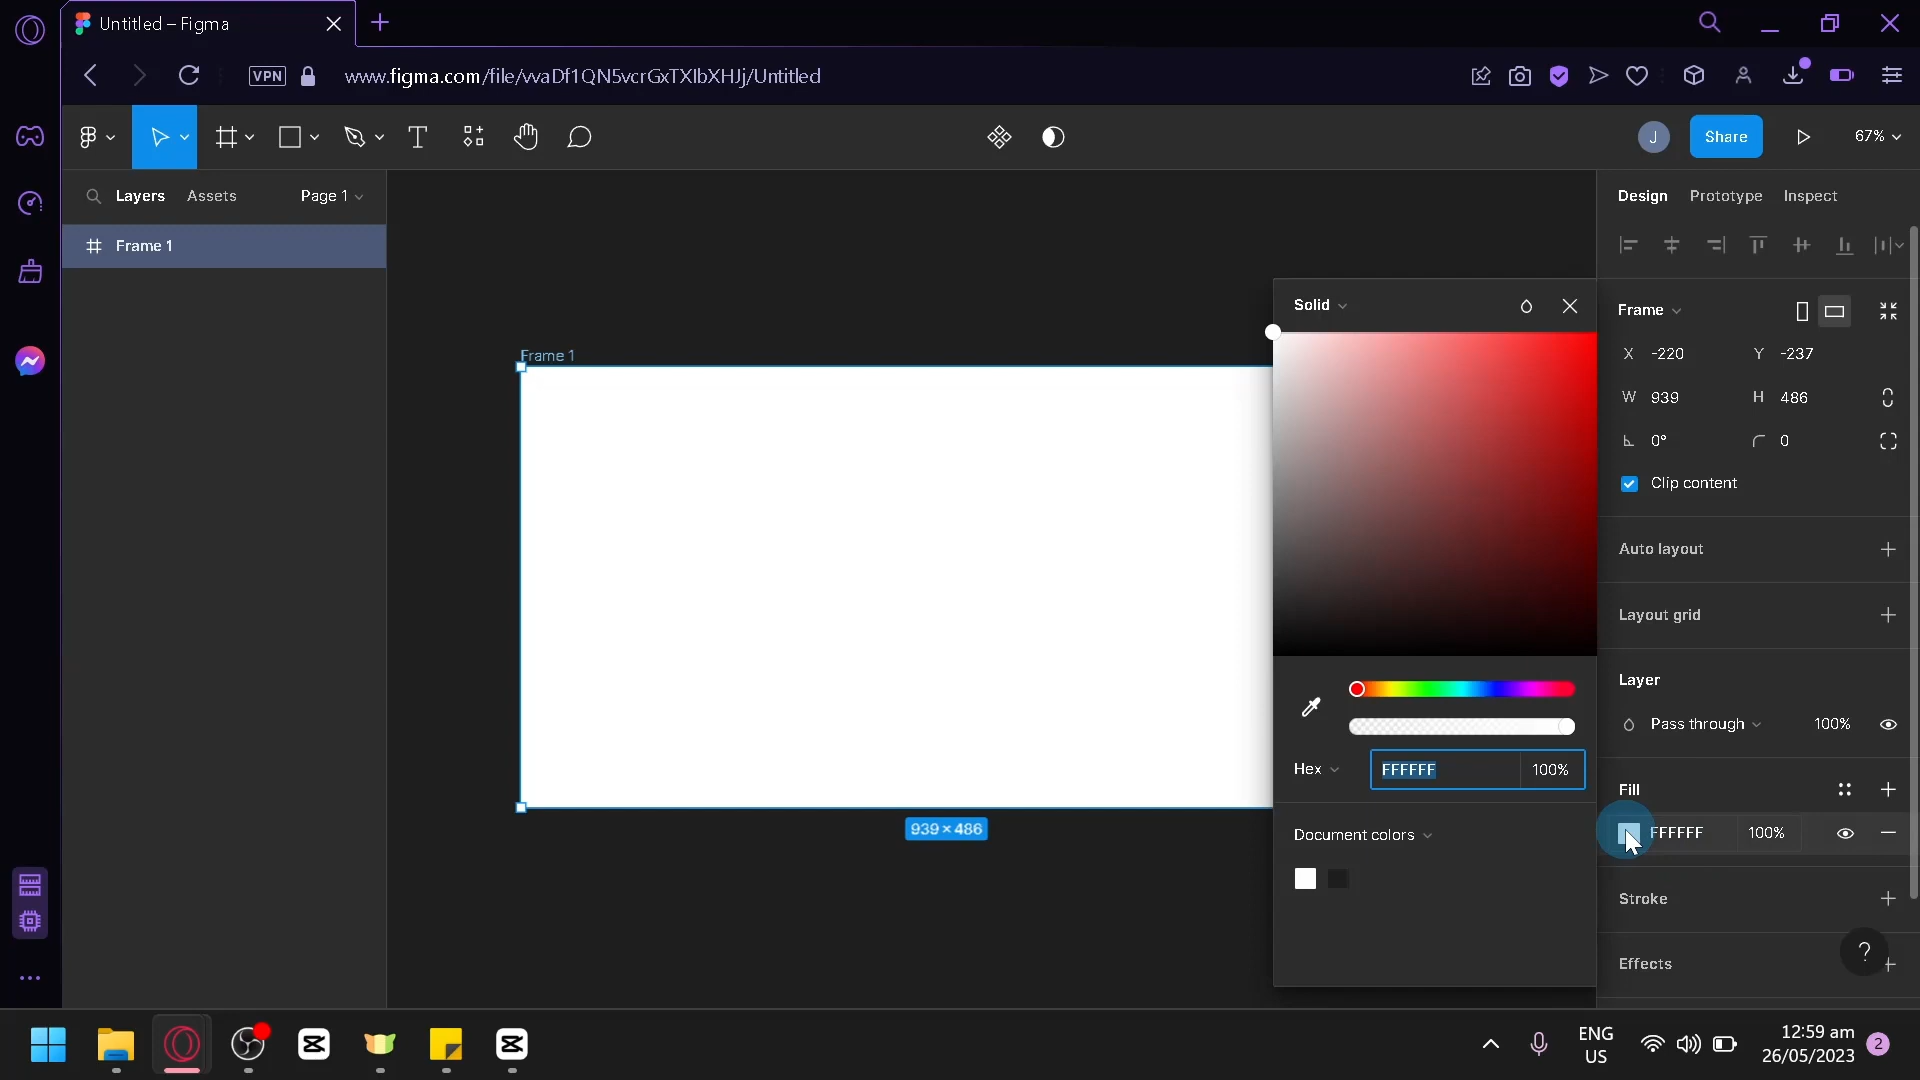 Untitled – Figma
VPN
www.figma.com/file/vvaDf1QN5vcrGxTXIbXHJj/Untitled
J
Share
67%
Layers
Assets
Page 1
Design
Prototype
Inspect
Frame 1
Solid
Frame
X -220
Y -237
Frame 1
W 939
H 486
0°
0
Clip content
Auto layout
Layout grid
Layer
Pass through
100%
Hex
FFFFFF
100%
Fill
939 × 486
Document colors
FFFFFF
100%
Stroke
?
Effects
ENG
US
12:59 am
26/05/2023
2